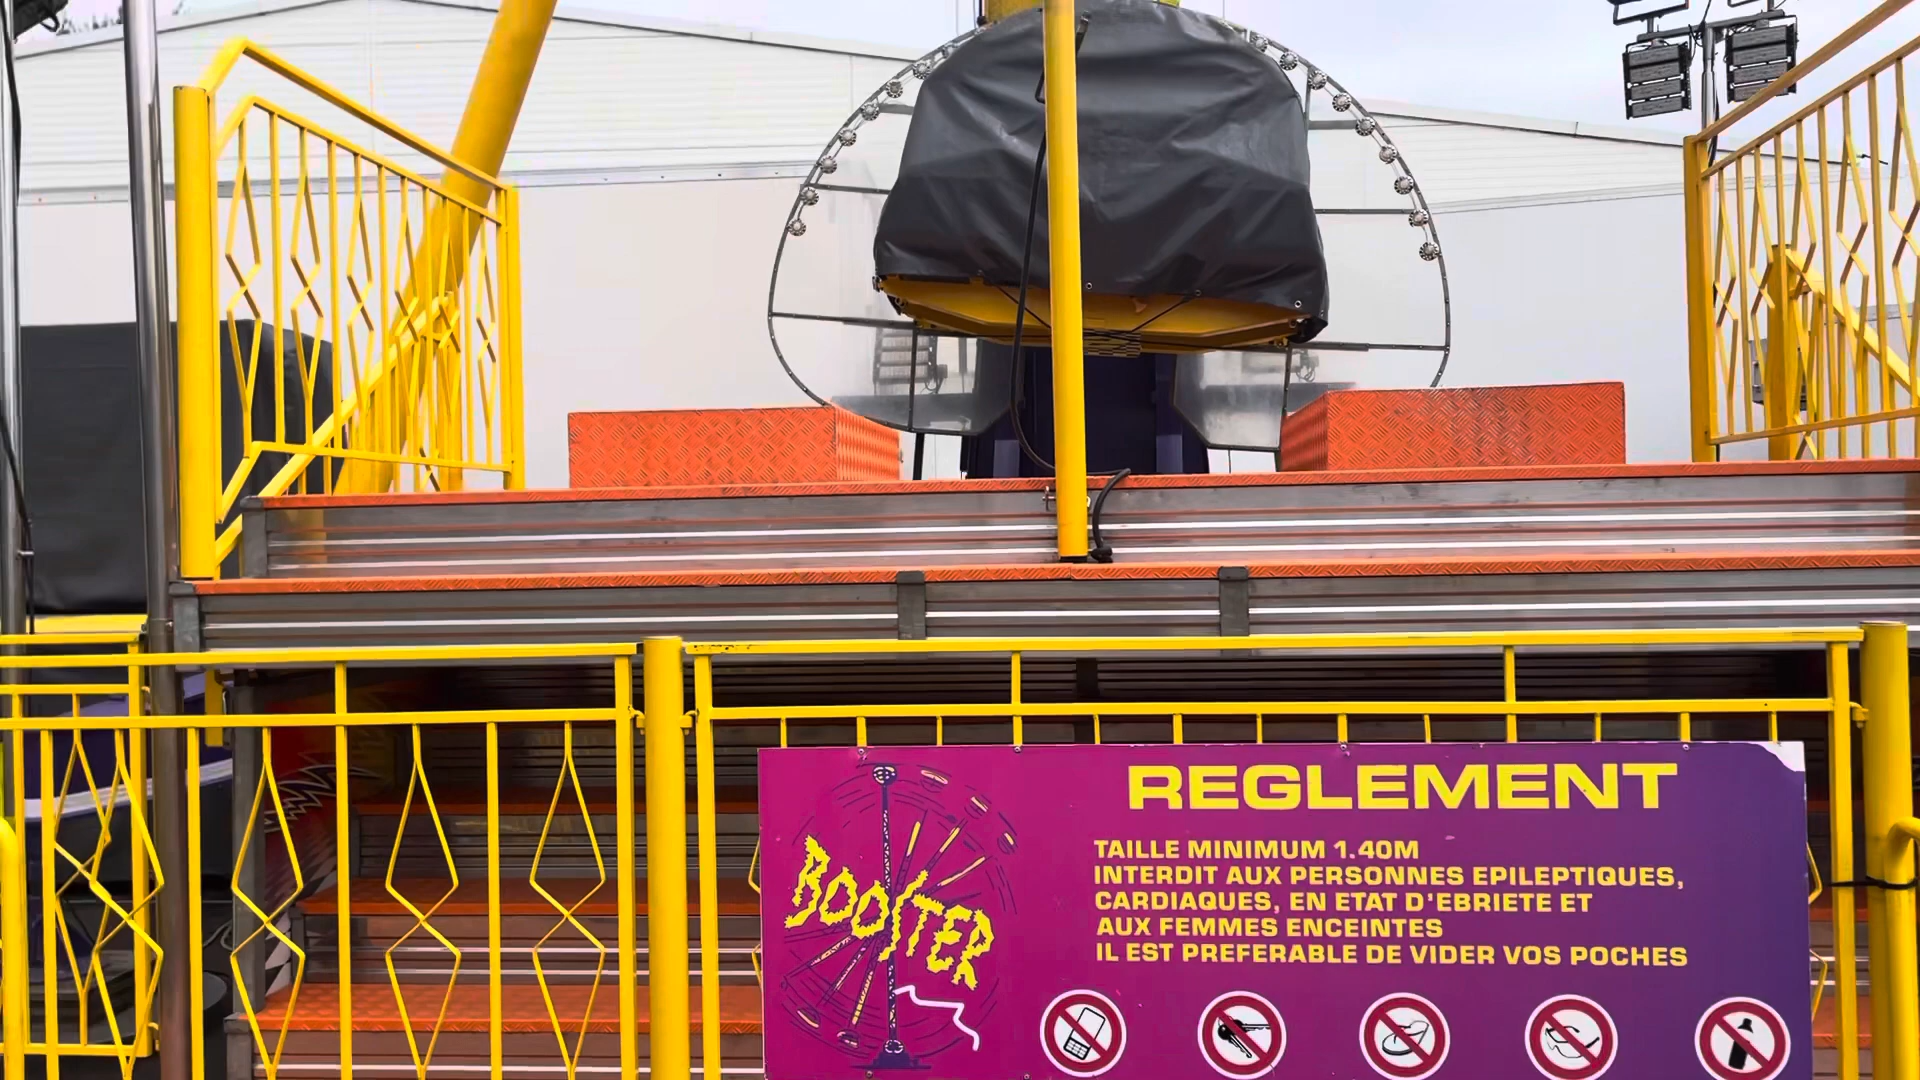 REGLEMENT
TAILLE MINIMUM 1.40M
INTERDIT AUX PERSONNES EPILEPTIQUES,
CARDIAQUES, EN ETAT D'EBRIETE ET
AUX FEMMES ENCEINTES
IL EST PREFERABLE DE VIDER VOS POCHES
BOOSTER